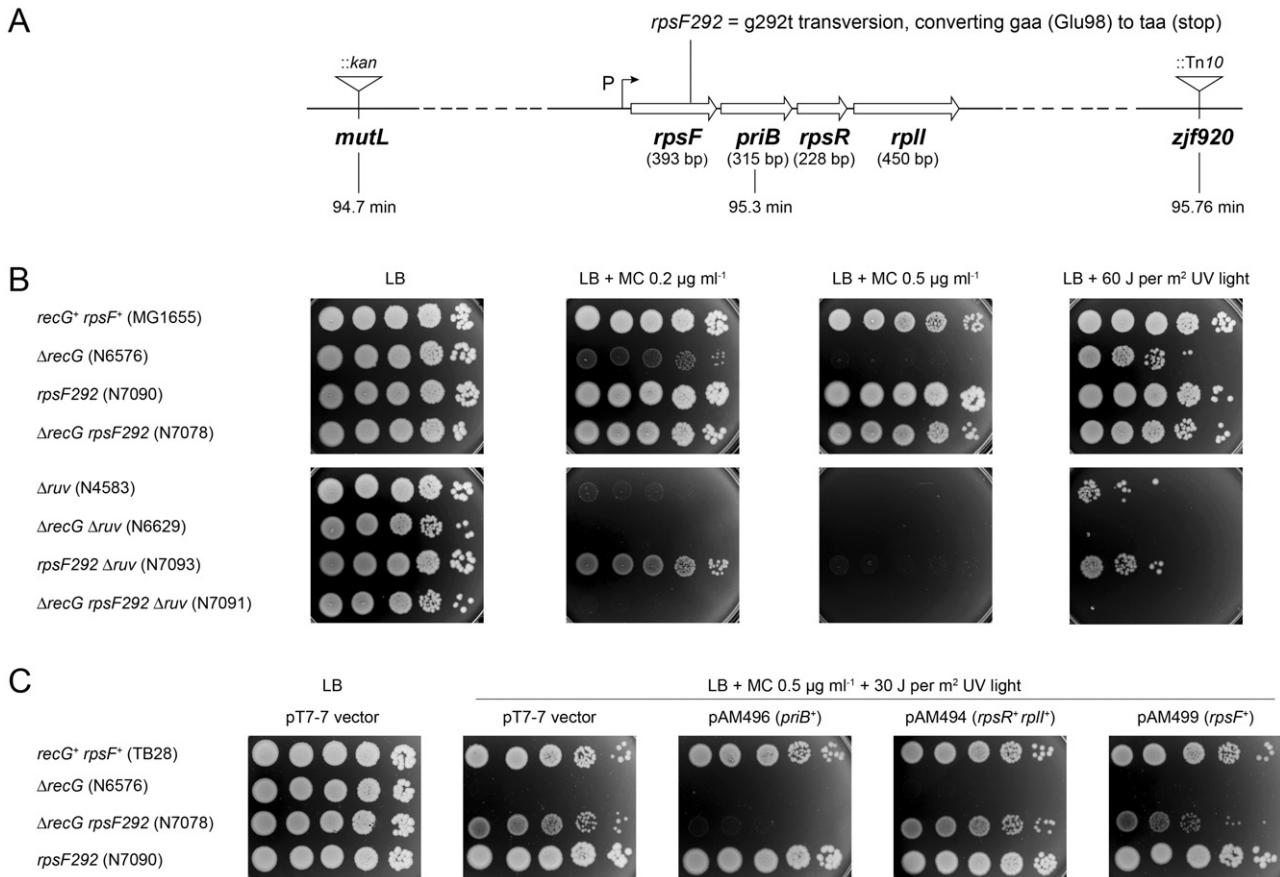 A
rpsF292 = g292t transversion, converting gaa (Glu98) to taa (stop)
::kan
P
::Tn10
mutL
rpsF
priB
rpsR
rplI
zjf920
(393 bp)
(315 bp)
(228 bp)
(450 bp)
94.7 min
95.3 min
95.76 min
B
LB
LB + MC 0.2 µg ml⁻¹
LB + MC 0.5 µg ml⁻¹
LB + 60 J per m² UV light
recG⁺ rpsF⁺ (MG1655)
ΔrecG (N6576)
rpsF292 (N7090)
ΔrecG rpsF292 (N7078)
Δruv (N4583)
ΔrecG Δruv (N6629)
rpsF292 Δruv (N7093)
ΔrecG rpsF292 Δruv (N7091)
C
LB
LB + MC 0.5 µg ml⁻¹ + 30 J per m² UV light
pT7-7 vector
pT7-7 vector
pAM496 (priB⁺)
pAM494 (rpsR⁺ rplI⁺)
pAM499 (rpsF⁺)
recG⁺ rpsF⁺ (TB28)
ΔrecG (N6576)
ΔrecG rpsF292 (N7078)
rpsF292 (N7090)